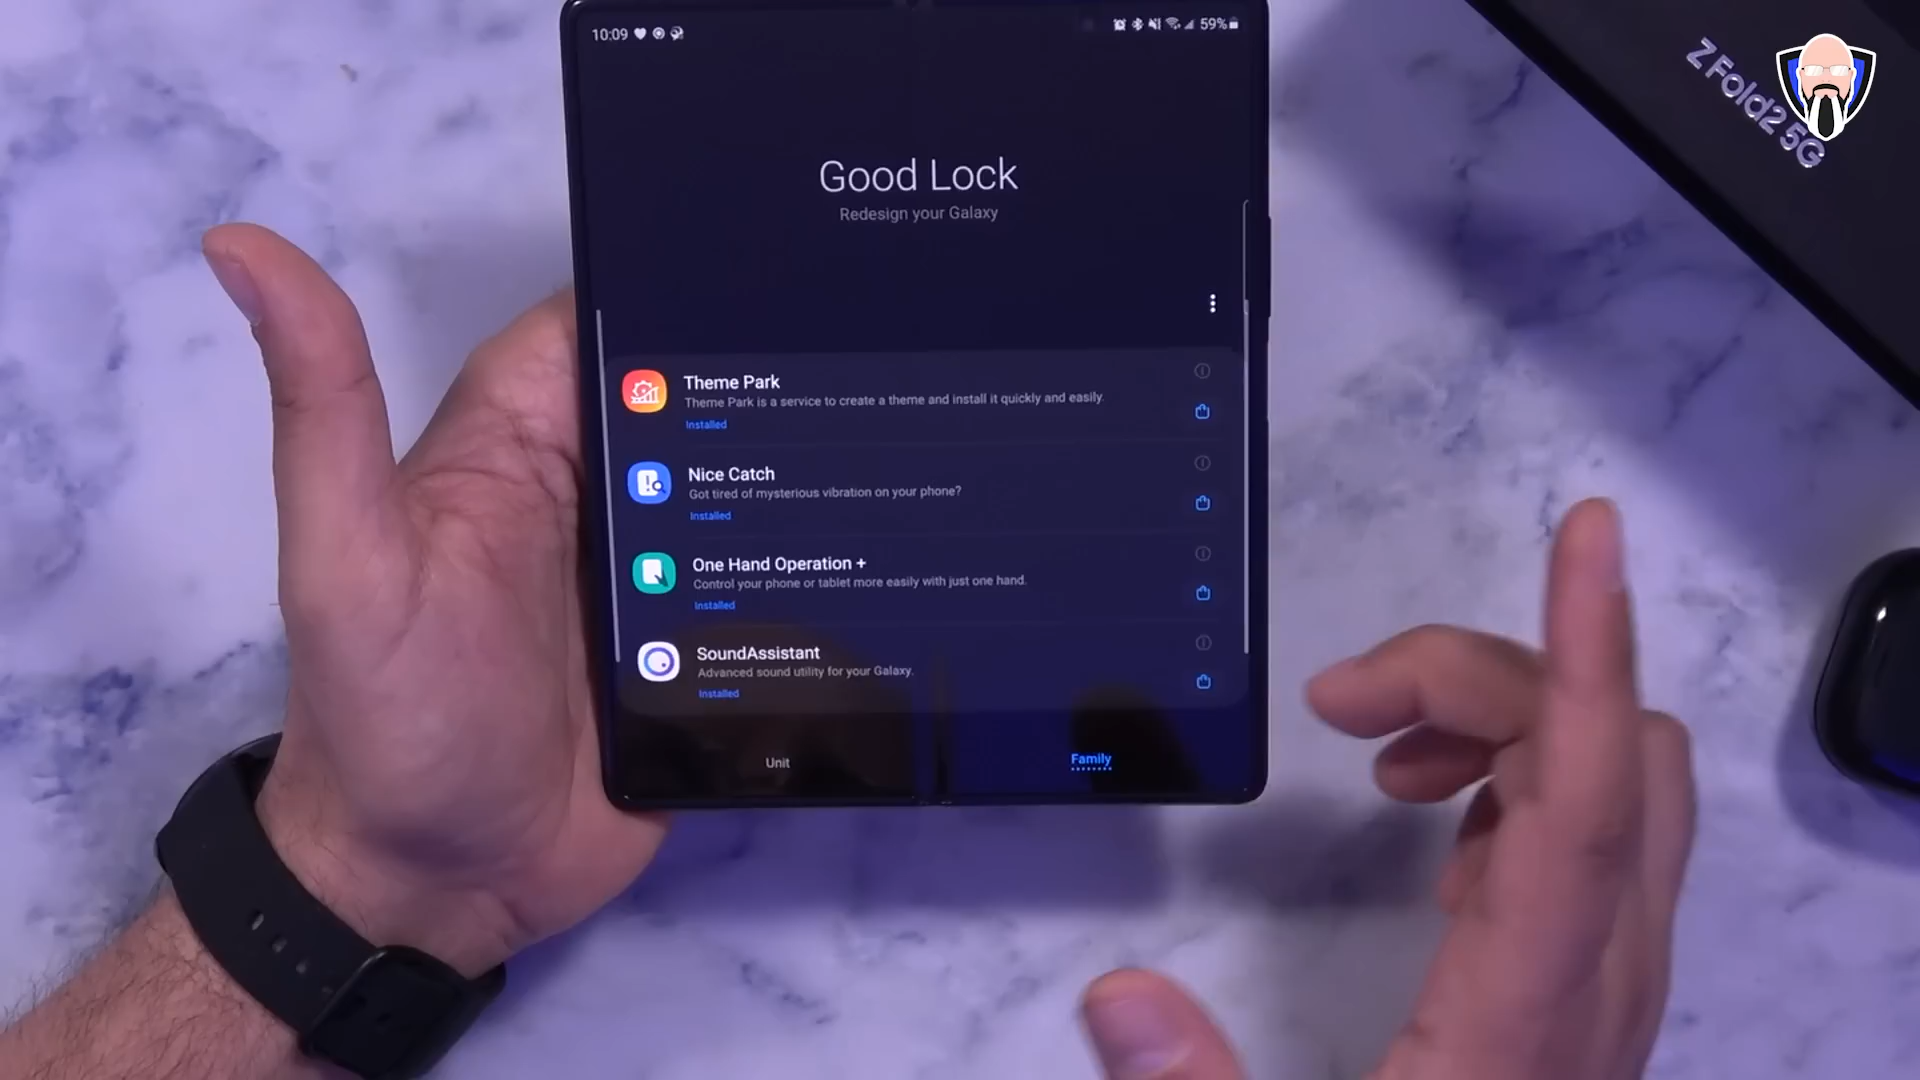 10:09
59%
Z Fold2 5G
Good Lock
Redesign your Galaxy
Theme Park
Theme Park is a service to create a theme and install it quickly and easily.
Installed
Nice Catch
Got tired of mysterious vibration on your phone?
Installed
One Hand Operation +
Control your phone or tablet more easily with just one hand.
Installed
SoundAssistant
Advanced sound utility for your Galaxy.
Installed
Unit
Family